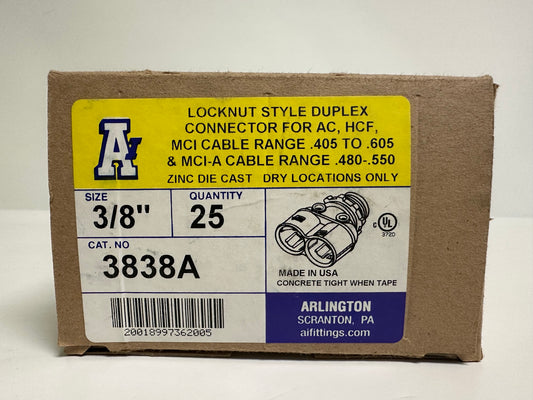 A
LOCKNUT STYLE DUPLEX
CONNECTOR FOR AC, HCF,
MCI CABLE RANGE .405 TO .605
& MCI-A CABLE RANGE .480-.550
ZINC DIE CAST DRY LOCATIONS ONLY
SIZE
3/8"
QUANTITY
25
CAT. NO
3838A
C UL
372D
MADE IN USA
CONCRETE TIGHT WHEN TAPE
20018997362005
ARLINGTON
SCRANTON, PA
aifittings.com